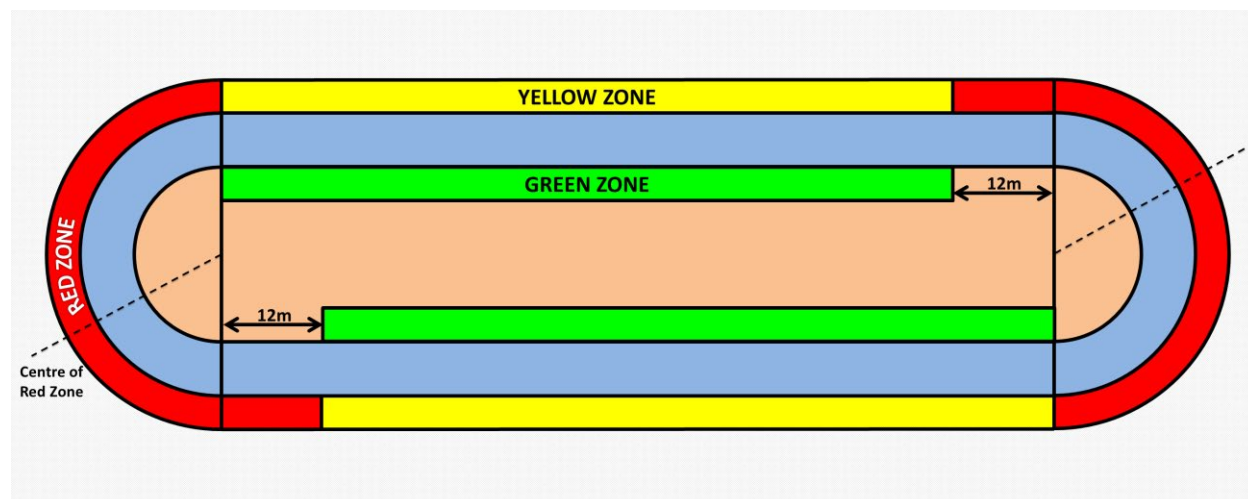 YELLOW ZONE
GREEN ZONE
12m
RED ZONE
12m
Centre of
Red Zone